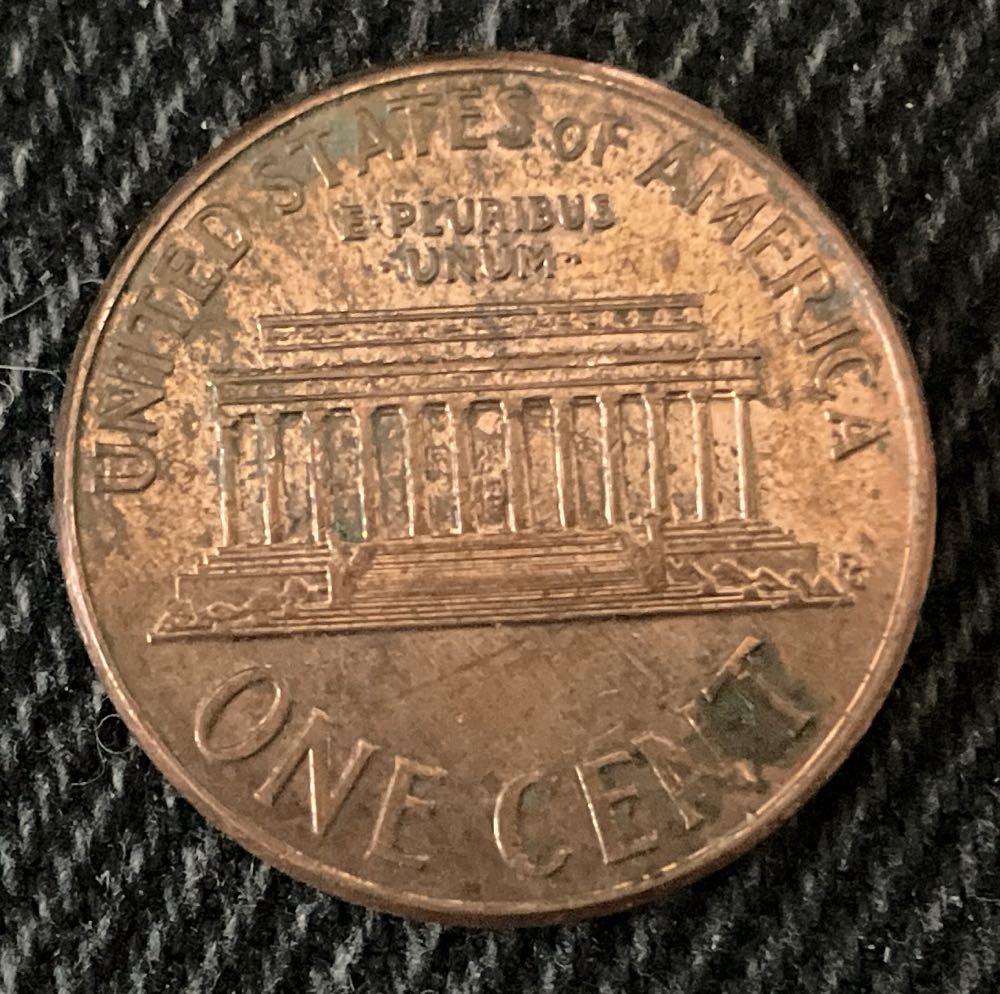 UNITED STATES OF AMERICA
E·PLURIBUS
·UNUM·
ONE CENT